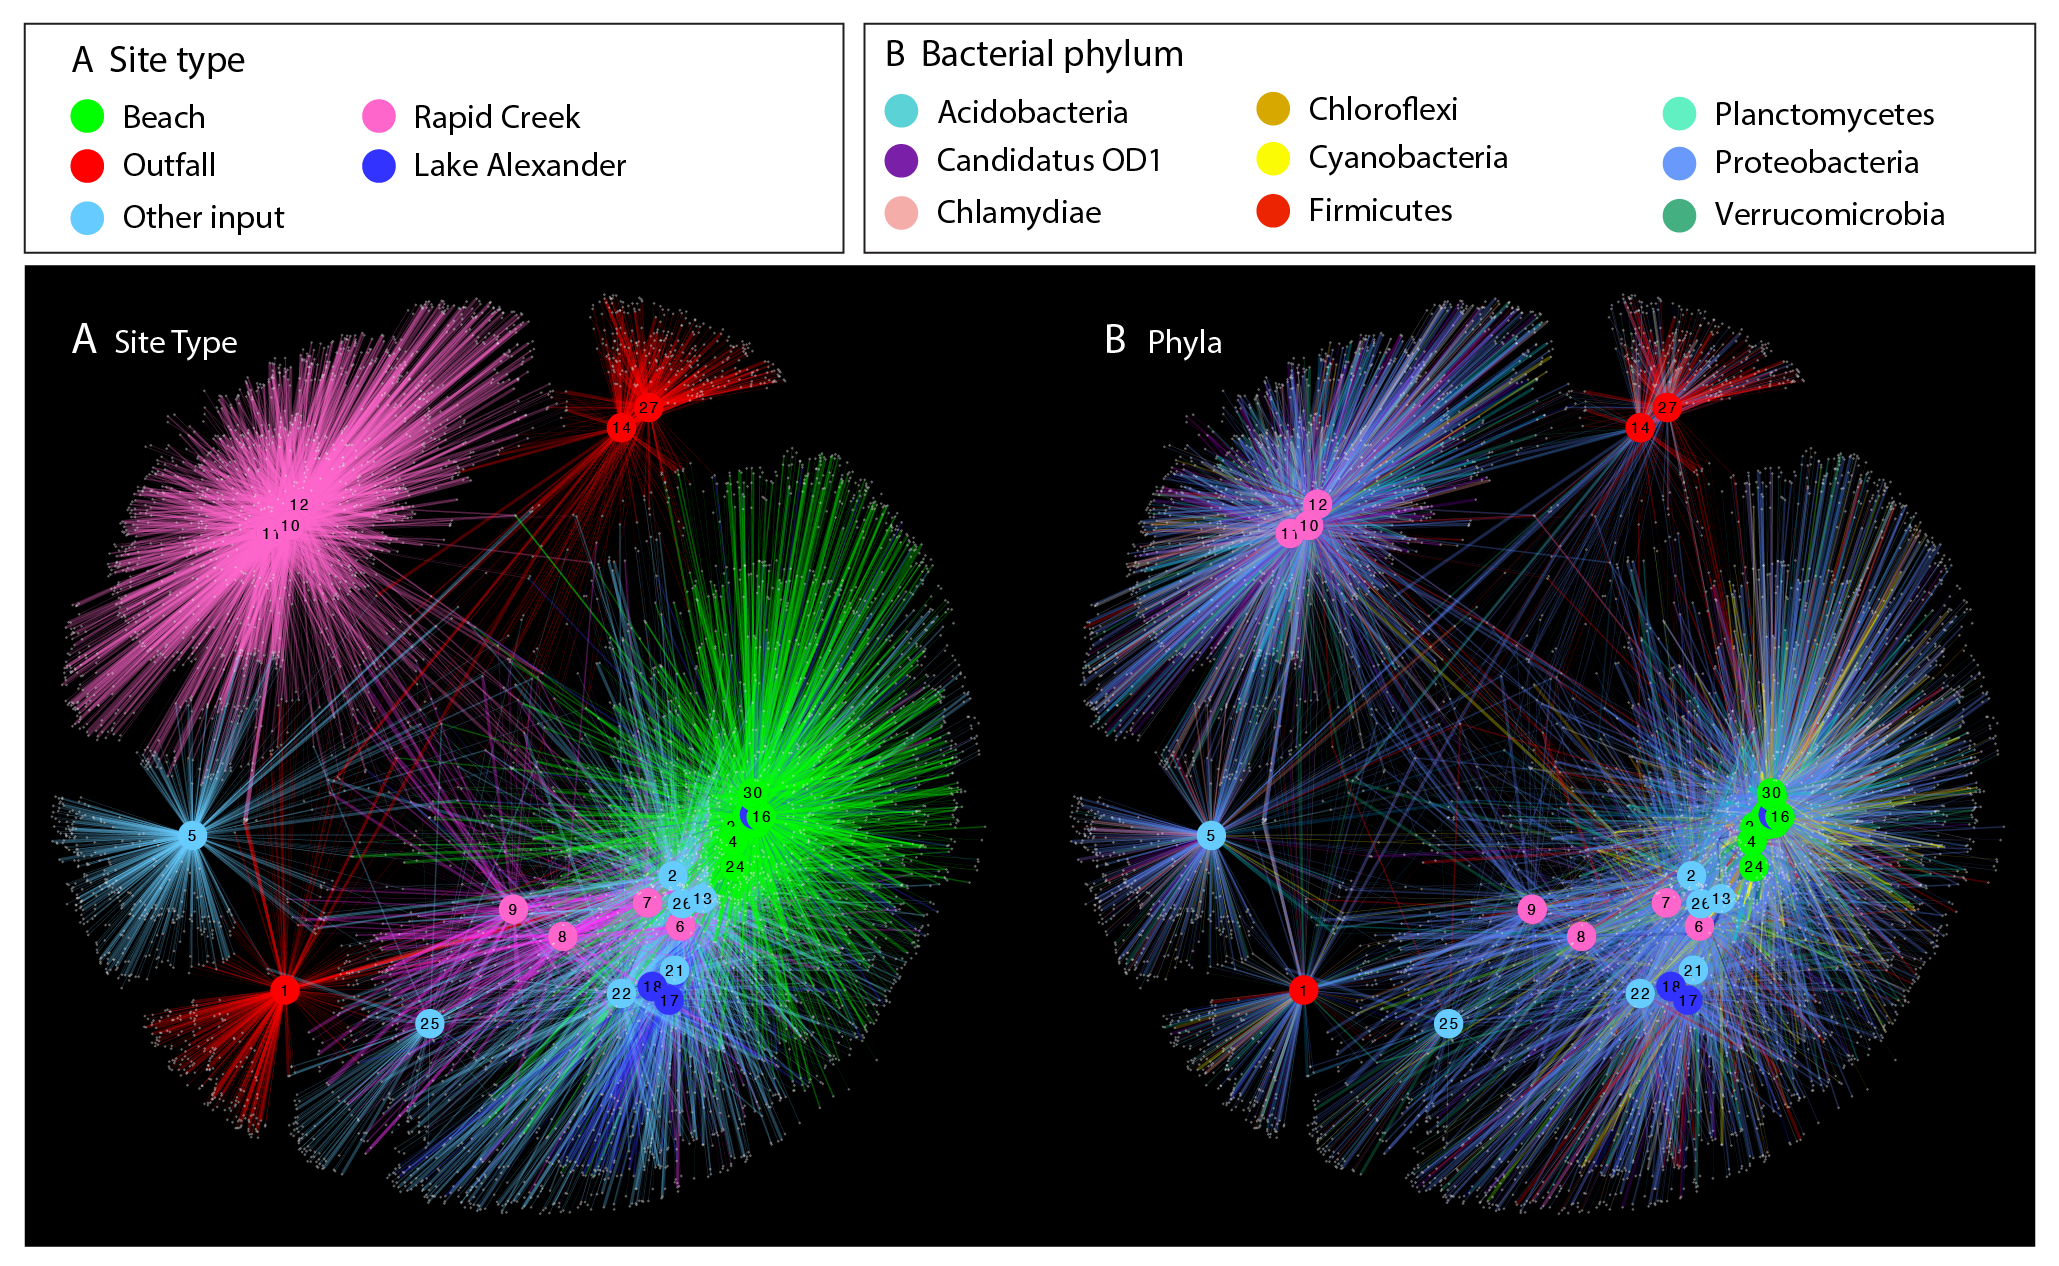 A Site type
Beach
Outfall
Other input
Rapid Creek
Lake Alexander
B Bacterial phylum
Acidobacteria
Candidatus OD1
Chlamydiae
Chloroflexi
Cyanobacteria
Firmicutes
Planctomycetes
Proteobacteria
Verrucomicrobia
A Site Type
27
14
12
10
11
30
16
4
24
5
2
7
26
13
9
8
6
21
18
17
22
25
1
B Phyla
27
14
12
10
11
30
16
4
24
5
2
7
26
13
9
8
6
21
18
17
22
25
1